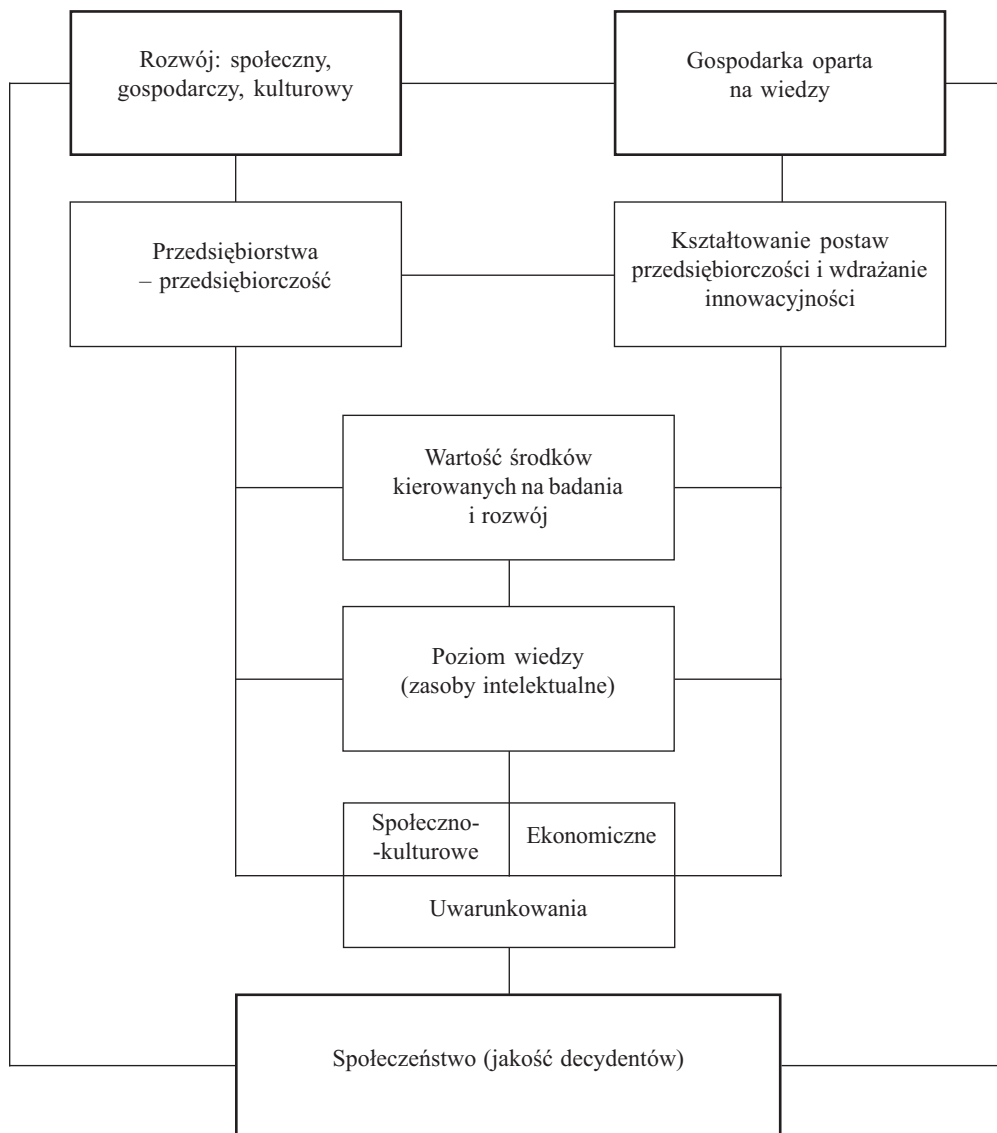 Rozwój: społeczny,
gospodarczy, kulturowy
Gospodarka oparta
na wiedzy
Przedsiębiorstwa
– przedsiębiorczość
Kształtowanie postaw
przedsiębiorczości i wdrażanie
innowacyjności
Wartość środków
kierowanych na badania
i rozwój
Poziom wiedzy
(zasoby intelektualne)
Społeczno-
-kulturowe
Ekonomiczne
Uwarunkowania
Społeczeństwo (jakość decydentów)